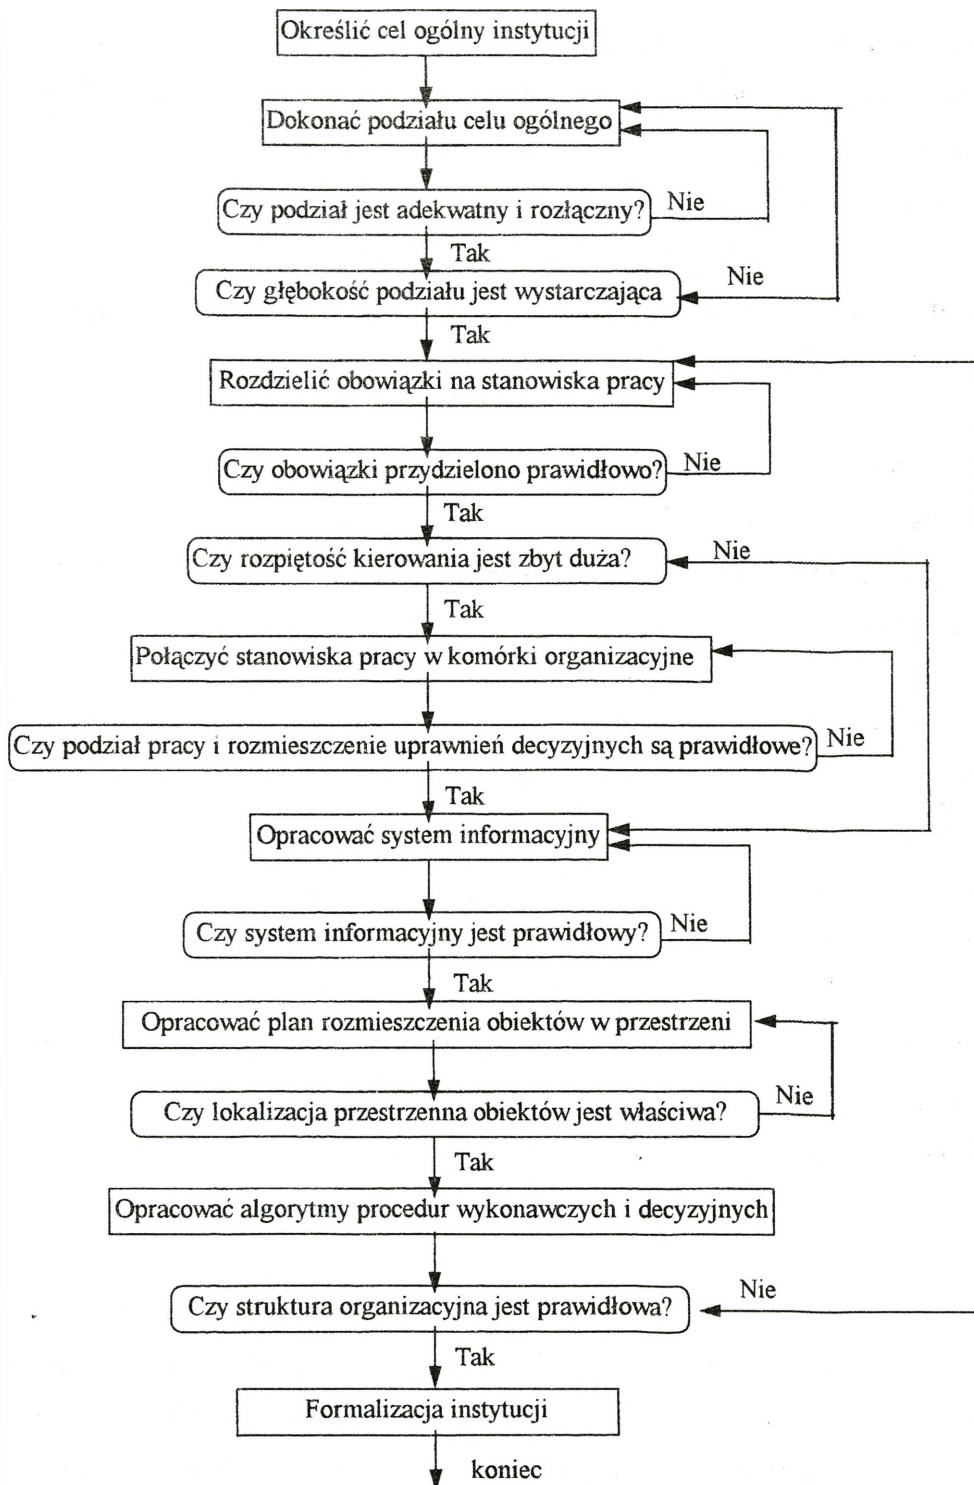 Określić cel ogólny instytucji
Dokonać podziału celu ogólnego
Czy podział jest adekwatny i rozłączny?
Nie
Tak
Czy głębokość podziału jest wystarczająca
Nie
Tak
Rozdzielić obowiązki na stanowiska pracy
Czy obowiązki przydzielono prawidłowo?
Nie
Tak
Czy rozpiętość kierowania jest zbyt duża?
Nie
Tak
Połączyć stanowiska pracy w komórki organizacyjne
Czy podział pracy i rozmieszczenie uprawnień decyzyjnych są prawidłowe?
Nie
Tak
Opracować system informacyjny
Czy system informacyjny jest prawidłowy?
Nie
Tak
Opracować plan rozmieszczenia obiektów w przestrzeni
Czy lokalizacja przestrzenna obiektów jest właściwa?
Nie
Tak
Opracować algorytmy procedur wykonawczych i decyzyjnych
Czy struktura organizacyjna jest prawidłowa?
Nie
Tak
Formalizacja instytucji
koniec